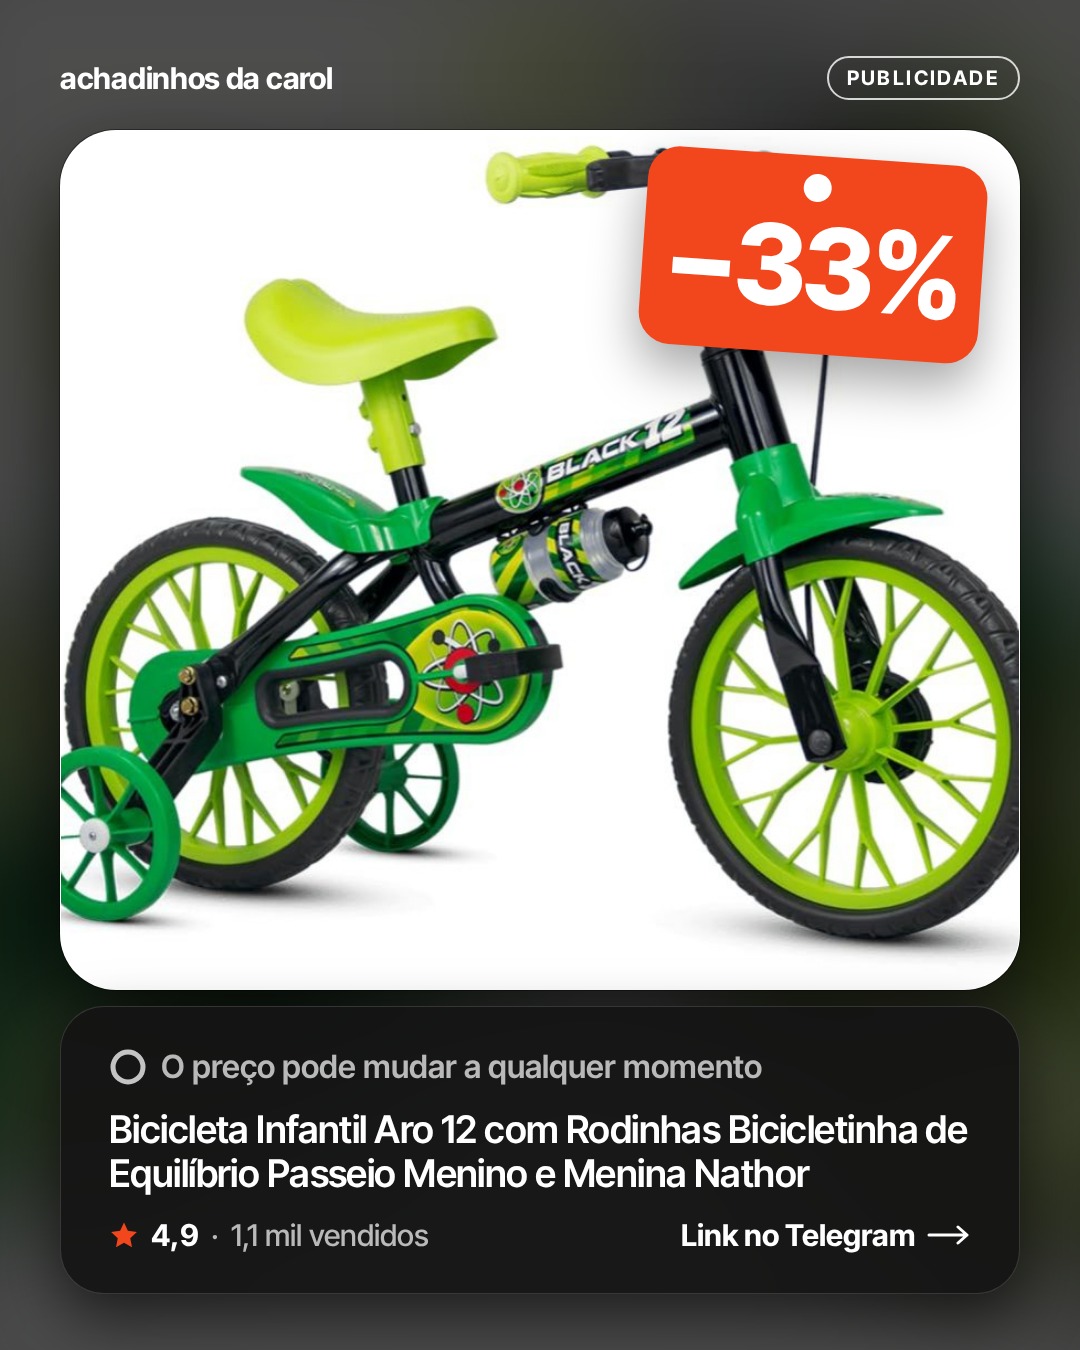 achadinhos da carol
PUBLICIDADE
-33%
BLACK 12
BLACK
O preço pode mudar a qualquer momento
Bicicleta Infantil Aro 12 com Rodinhas Bicicletinha de
Equilíbrio Passeio Menino e Menina Nathor
4,9 · 1,1 mil vendidos
Link no Telegram →